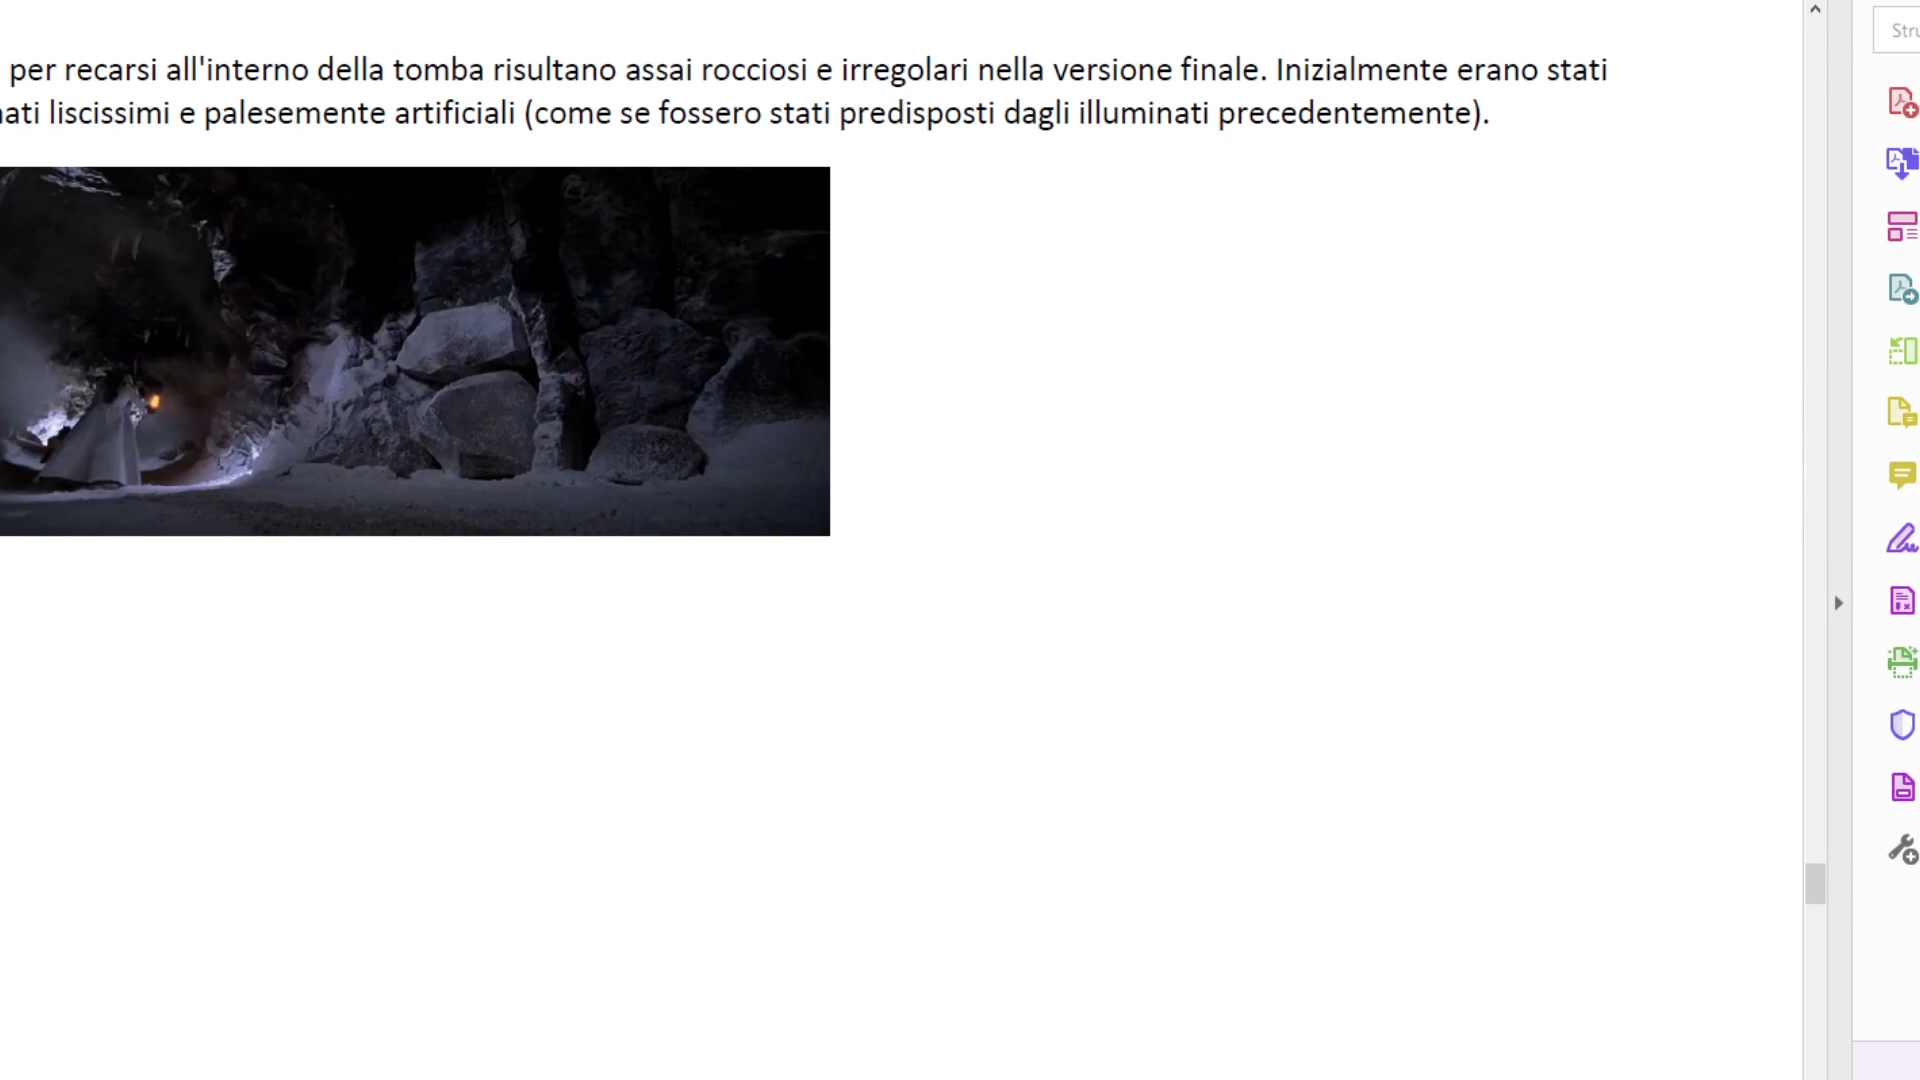 per recarsi all'interno della tomba risultano assai rocciosi e irregolari nella versione finale. Inizialmente erano stati
liscissimi e palesemente artificiali (come se fossero stati predisposti dagli illuminati precedentemente).